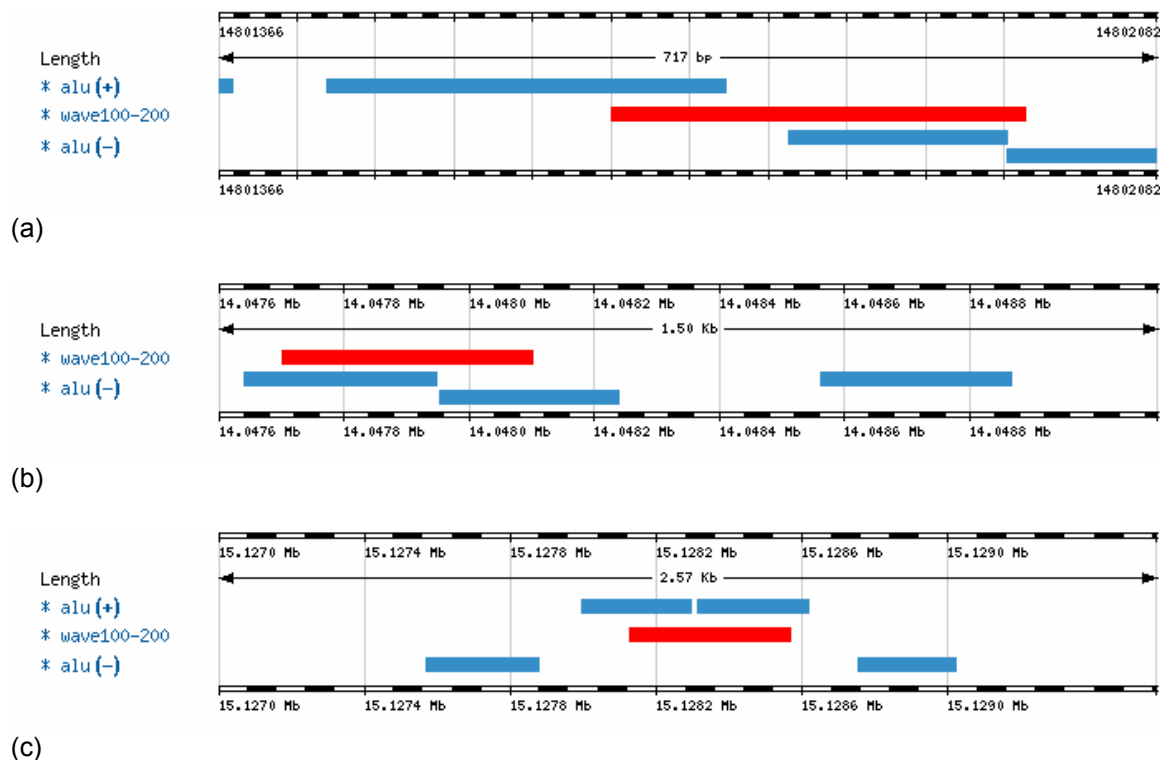 14801366 14802082
Length 717 bp
* alu(+)
* wave100-200
* alu(-)
14801366 14802082
(a)
14.0476 Mb 14.0478 Mb 14.0480 Mb 14.0482 Mb 14.0484 Mb 14.0486 Mb 14.0488 Mb
Length 1.50 Kb
* wave100-200
* alu(-)
14.0476 Mb 14.0478 Mb 14.0480 Mb 14.0482 Mb 14.0484 Mb 14.0486 Mb 14.0488 Mb
(b)
15.1270 Mb 15.1274 Mb 15.1278 Mb 15.1282 Mb 15.1286 Mb 15.1290 Mb
Length 2.57 Kb
* alu(+)
* wave100-200
* alu(-)
15.1270 Mb 15.1274 Mb 15.1278 Mb 15.1282 Mb 15.1286 Mb 15.1290 Mb
(c)